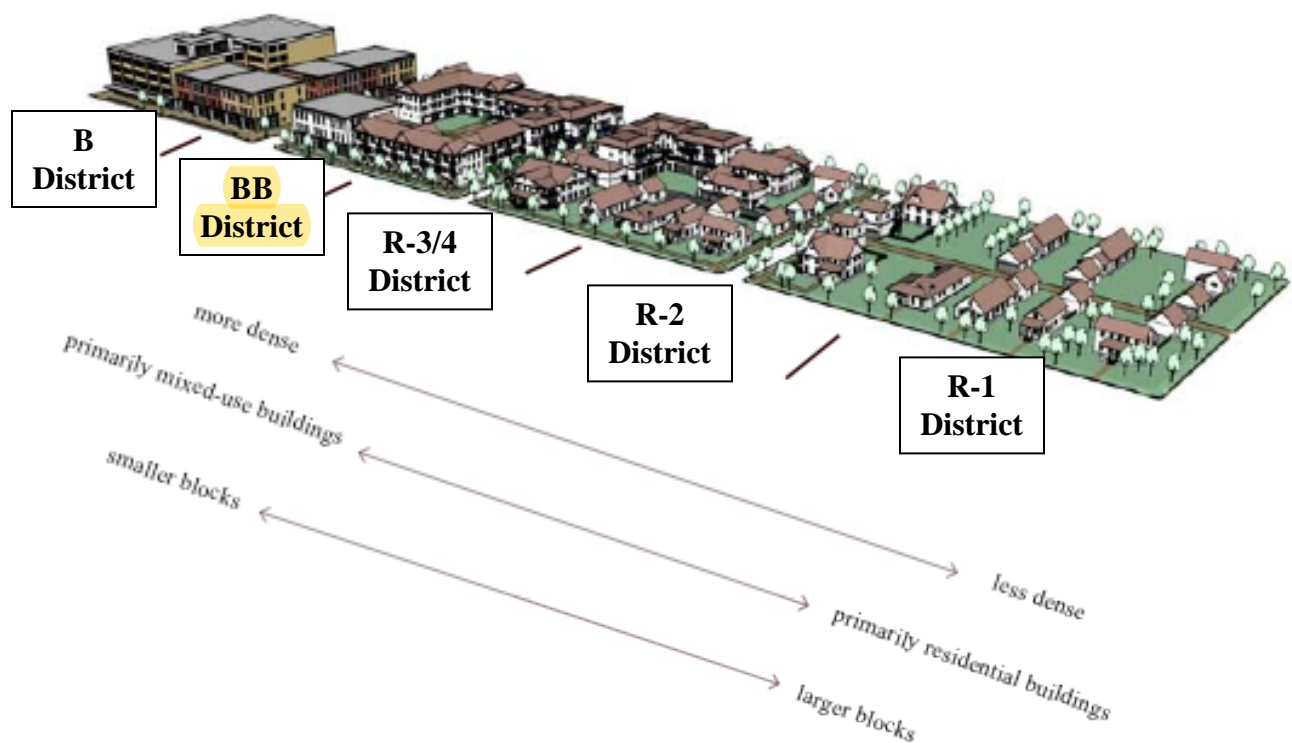 B
District
BB
District
R-3/4
District
R-2
District
R-1
District
more dense
primarily mixed-use buildings
smaller blocks
less dense
primarily residential buildings
larger blocks